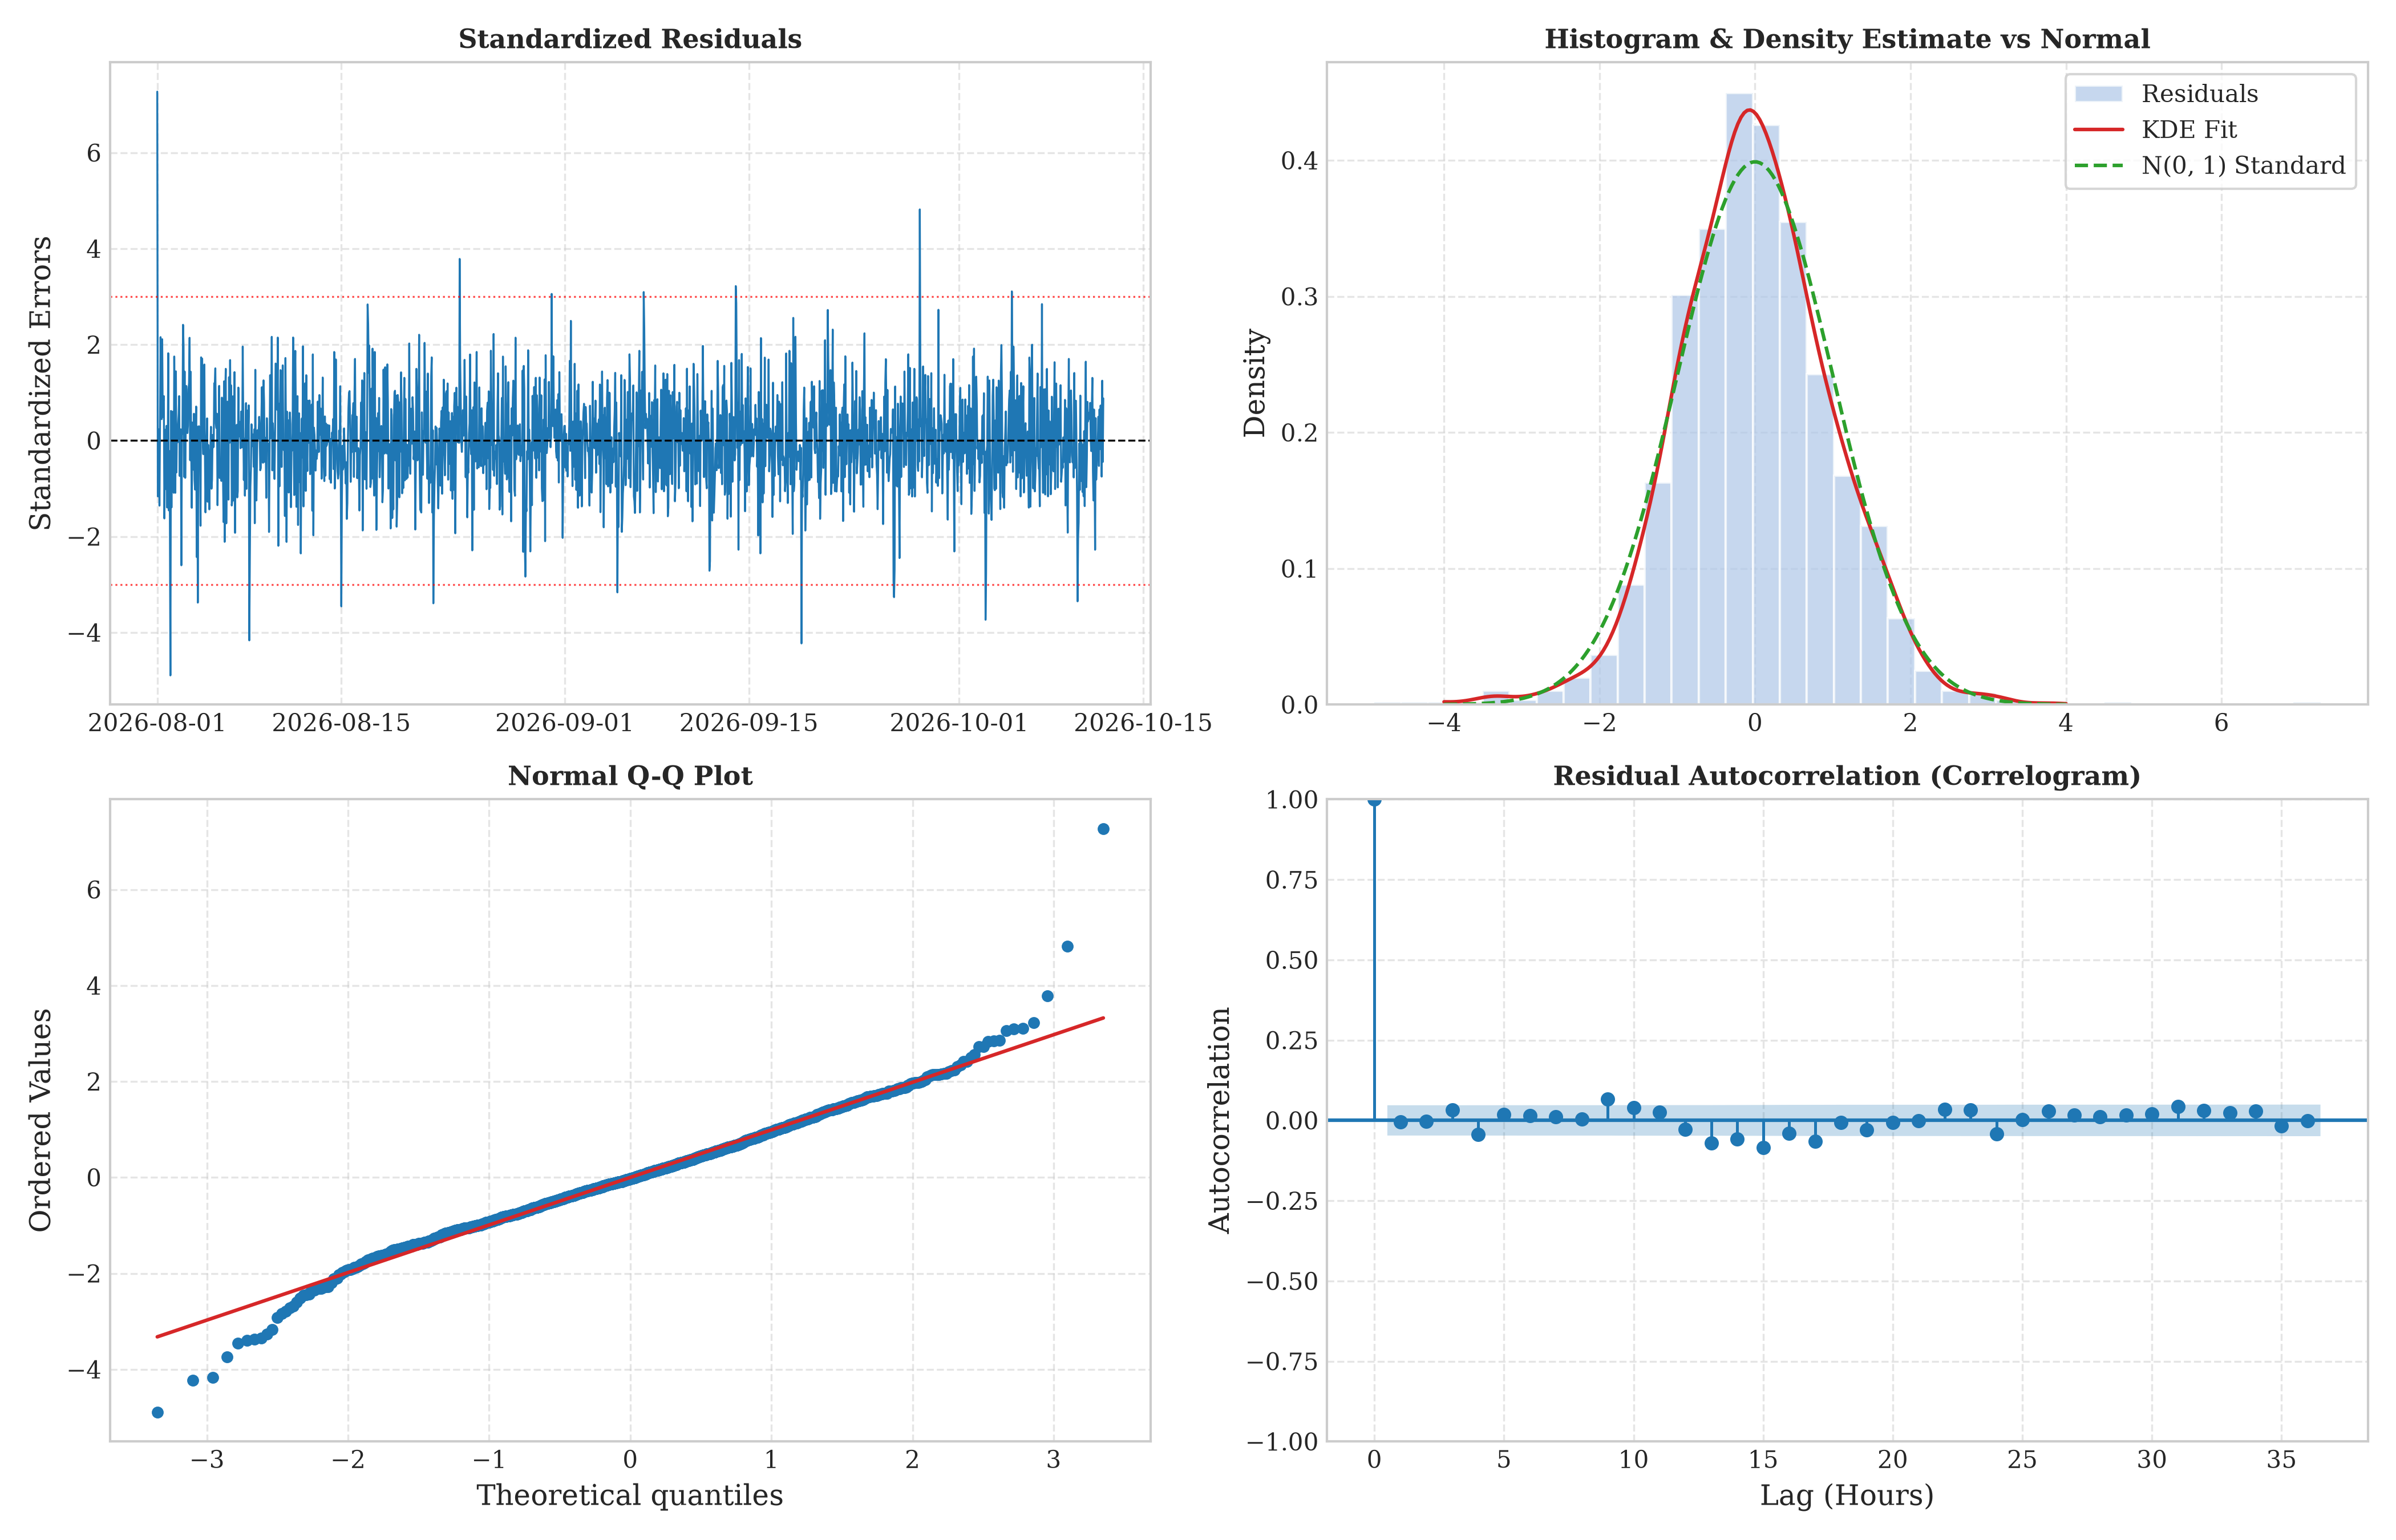 Standardized Residuals
Standardized Errors
6
4
2
0
−2
−4
2026-08-01 2026-08-15 2026-09-01 2026-09-15 2026-10-01 2026-10-15
Histogram & Density Estimate vs Normal
Residuals
KDE Fit
N(0, 1) Standard
Density
0.4
0.3
0.2
0.1
0.0
−4 −2 0 2 4 6
Normal Q-Q Plot
Ordered Values
6
4
2
0
−2
−4
−3 −2 −1 0 1 2 3
Theoretical quantiles
Residual Autocorrelation (Correlogram)
Autocorrelation
1.00
0.75
0.50
0.25
0.00
−0.25
−0.50
−0.75
−1.00
0 5 10 15 20 25 30 35
Lag (Hours)